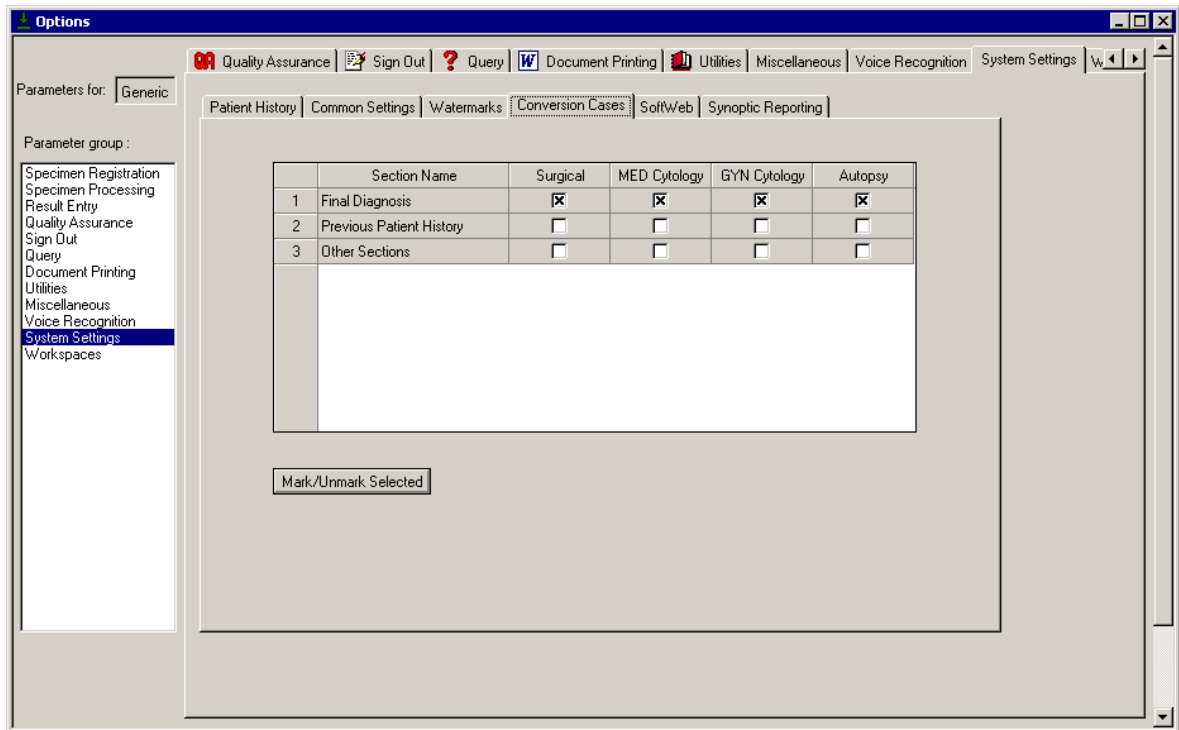 Options
Quality Assurance Sign Out Query Document Printing Utilities Miscellaneous Voice Recognition System Settings
Parameters for: Generic
Patient History Common Settings Watermarks Conversion Cases SoftWeb Synoptic Reporting
Parameter group :
Specimen Registration
Specimen Processing
Result Entry
Quality Assurance
Sign Out
Query
Document Printing
Utilities
Miscellaneous
Voice Recognition
System Settings
Workspaces
Section Name Surgical MED Cytology GYN Cytology Autopsy
1 Final Diagnosis
2 Previous Patient History
3 Other Sections
Mark/Unmark Selected